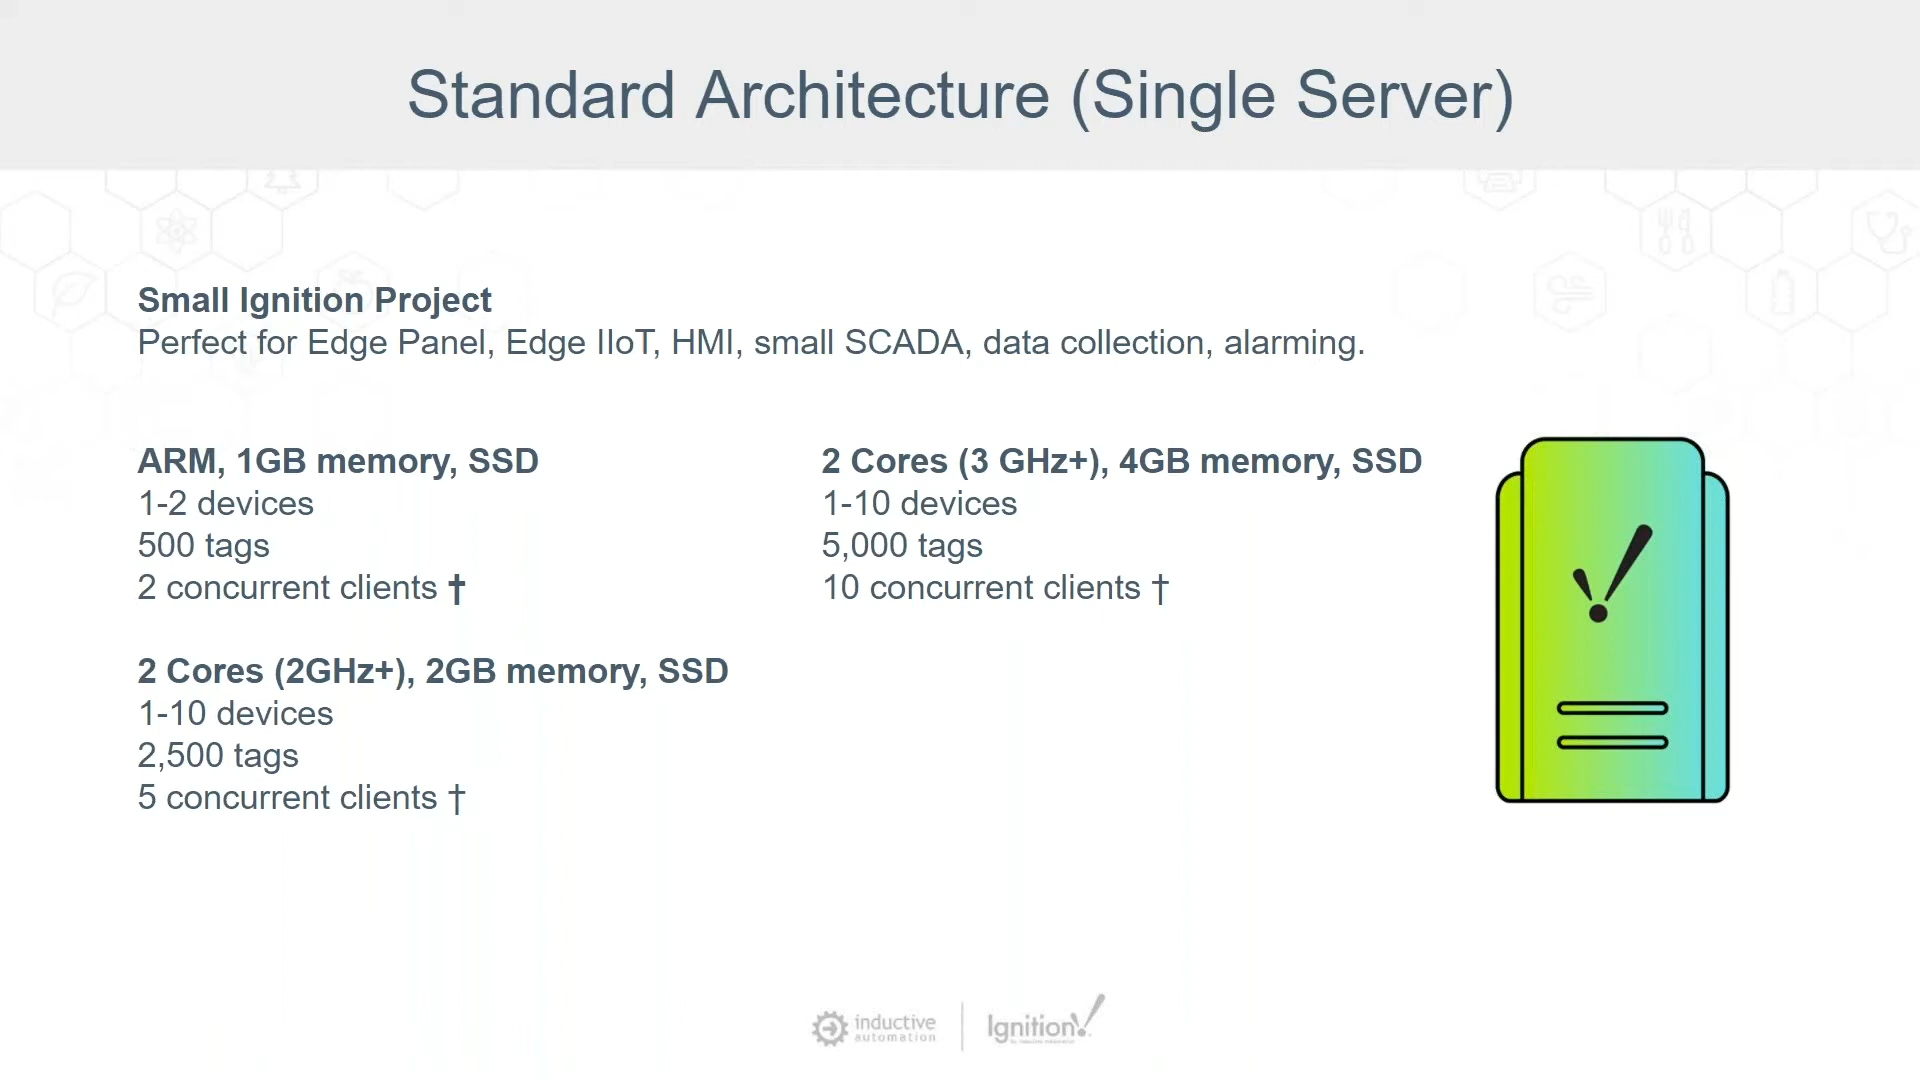 Standard Architecture (Single Server)
Small Ignition Project
Perfect for Edge Panel, Edge IIoT, HMI, small SCADA, data collection, alarming.
ARM, 1GB memory, SSD
1-2 devices
500 tags
2 concurrent clients †
2 Cores (2GHz+), 2GB memory, SSD
1-10 devices
2,500 tags
5 concurrent clients †
2 Cores (3 GHz+), 4GB memory, SSD
1-10 devices
5,000 tags
10 concurrent clients †
inductive
automation
Ignition!
by inductive automation